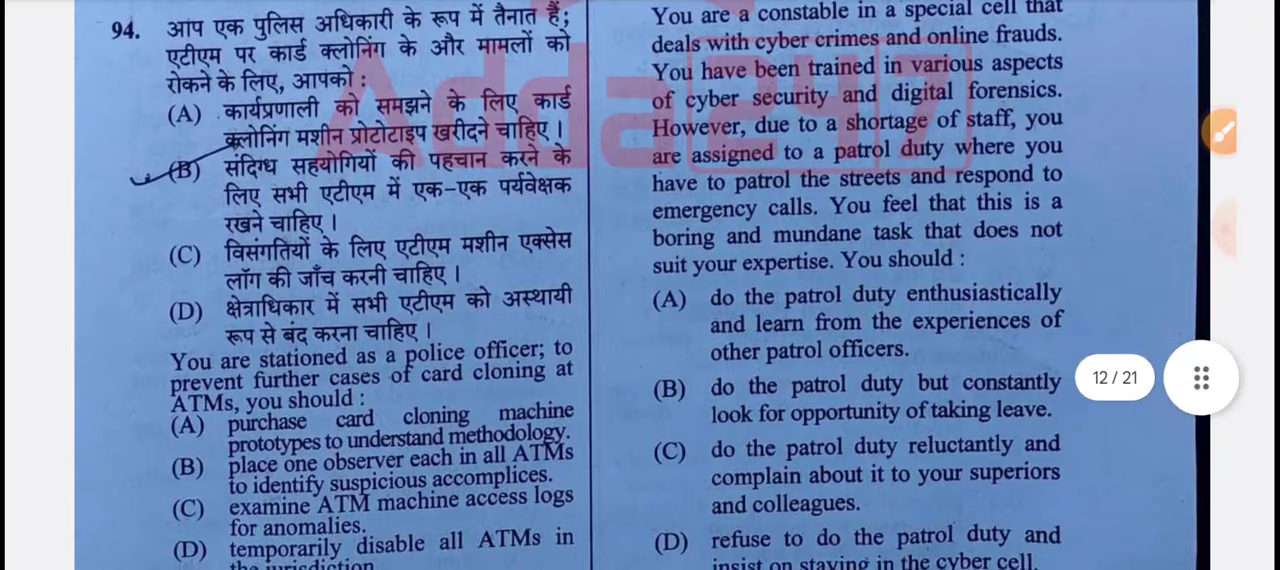 94. आप एक पुलिस अधिकारी के रूप में तैनात हैं;
एटीएम पर कार्ड क्लोनिंग के और मामलों को
रोकने के लिए, आपको :
(A) कार्यप्रणाली को समझने के लिए कार्ड
क्लोनिंग मशीन प्रोटोटाइप खरीदने चाहिए।
(B) संदिग्ध सहयोगियों की पहचान करने के
लिए सभी एटीएम में एक-एक पर्यवेक्षक
रखने चाहिए।
(C) विसंगतियों के लिए एटीएम मशीन एक्सेस
लॉग की जाँच करनी चाहिए।
(D) क्षेत्राधिकार में सभी एटीएम को अस्थायी
रूप से बंद करना चाहिए।
You are stationed as a police officer; to
prevent further cases of card cloning at
ATMs, you should :
(A) purchase card cloning machine
prototypes to understand methodology.
(B) place one observer each in all ATMs
to identify suspicious accomplices.
(C) examine ATM machine access logs
for anomalies.
(D) temporarily disable all ATMs in
the jurisdiction
You are a constable in a special cell that
deals with cyber crimes and online frauds.
You have been trained in various aspects
of cyber security and digital forensics.
However, due to a shortage of staff, you
are assigned to a patrol duty where you
have to patrol the streets and respond to
emergency calls. You feel that this is a
boring and mundane task that does not
suit your expertise. You should :
(A) do the patrol duty enthusiastically
and learn from the experiences of
other patrol officers.
(B) do the patrol duty but constantly
look for opportunity of taking leave.
(C) do the patrol duty reluctantly and
complain about it to your superiors
and colleagues.
(D) refuse to do the patrol duty and
insist on staying in the cyber cell.
Adda247
12 / 21